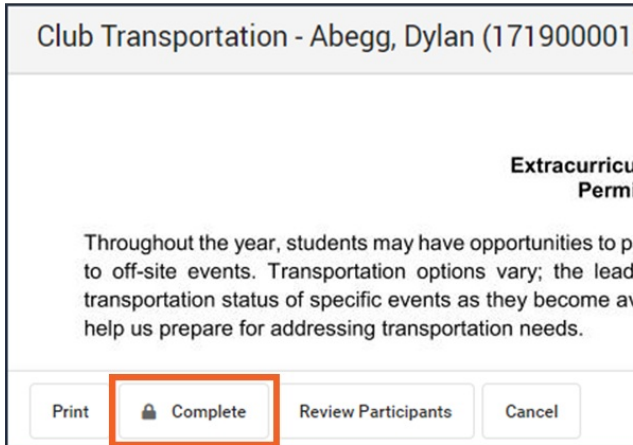 Club Transportation - Abegg, Dylan (171900001
Extracurricu
Permi
Throughout the year, students may have opportunities to p
to off-site events. Transportation options vary; the lead
transportation status of specific events as they become av
help us prepare for addressing transportation needs.
Print Complete Review Participants Cancel